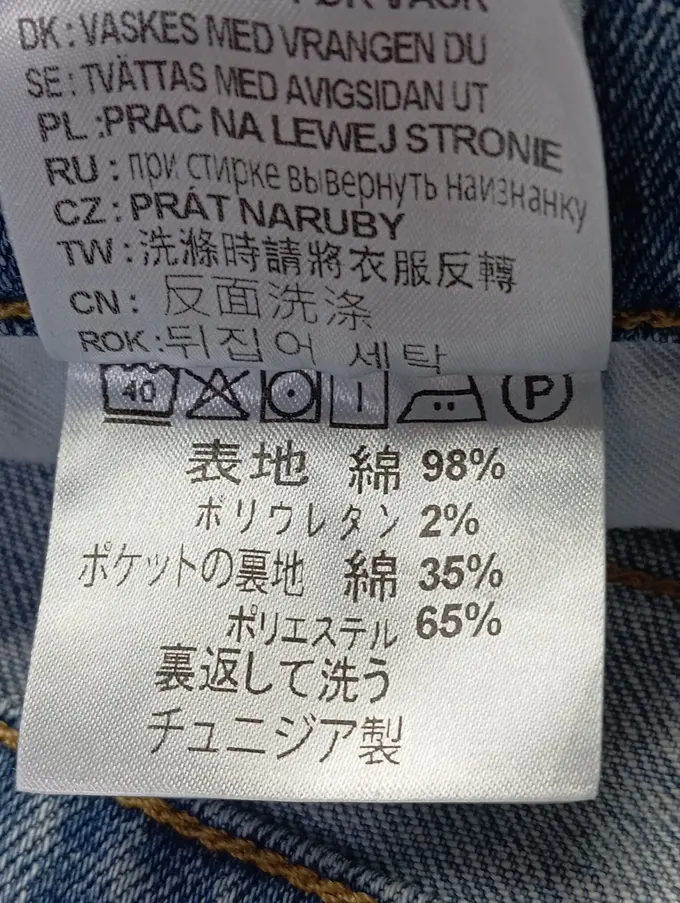 DK:VASKES MED VRANGEN UD
SE:TVÄTTAS MED AVIGSIDAN UT
PL:PRAC NA LEWEJ STRONIE
RU:при стирке вывернуть наизнанку
CZ:PRÁT NARUBY
TW:洗滌時請將衣服反轉
CN:反面洗涤
ROK:뒤집어 세탁
40
P
表地 綿 98%
ポリウレタン 2%
ポケットの裏地 綿 35%
ポリエステル 65%
裏返して洗う
チュニジア製